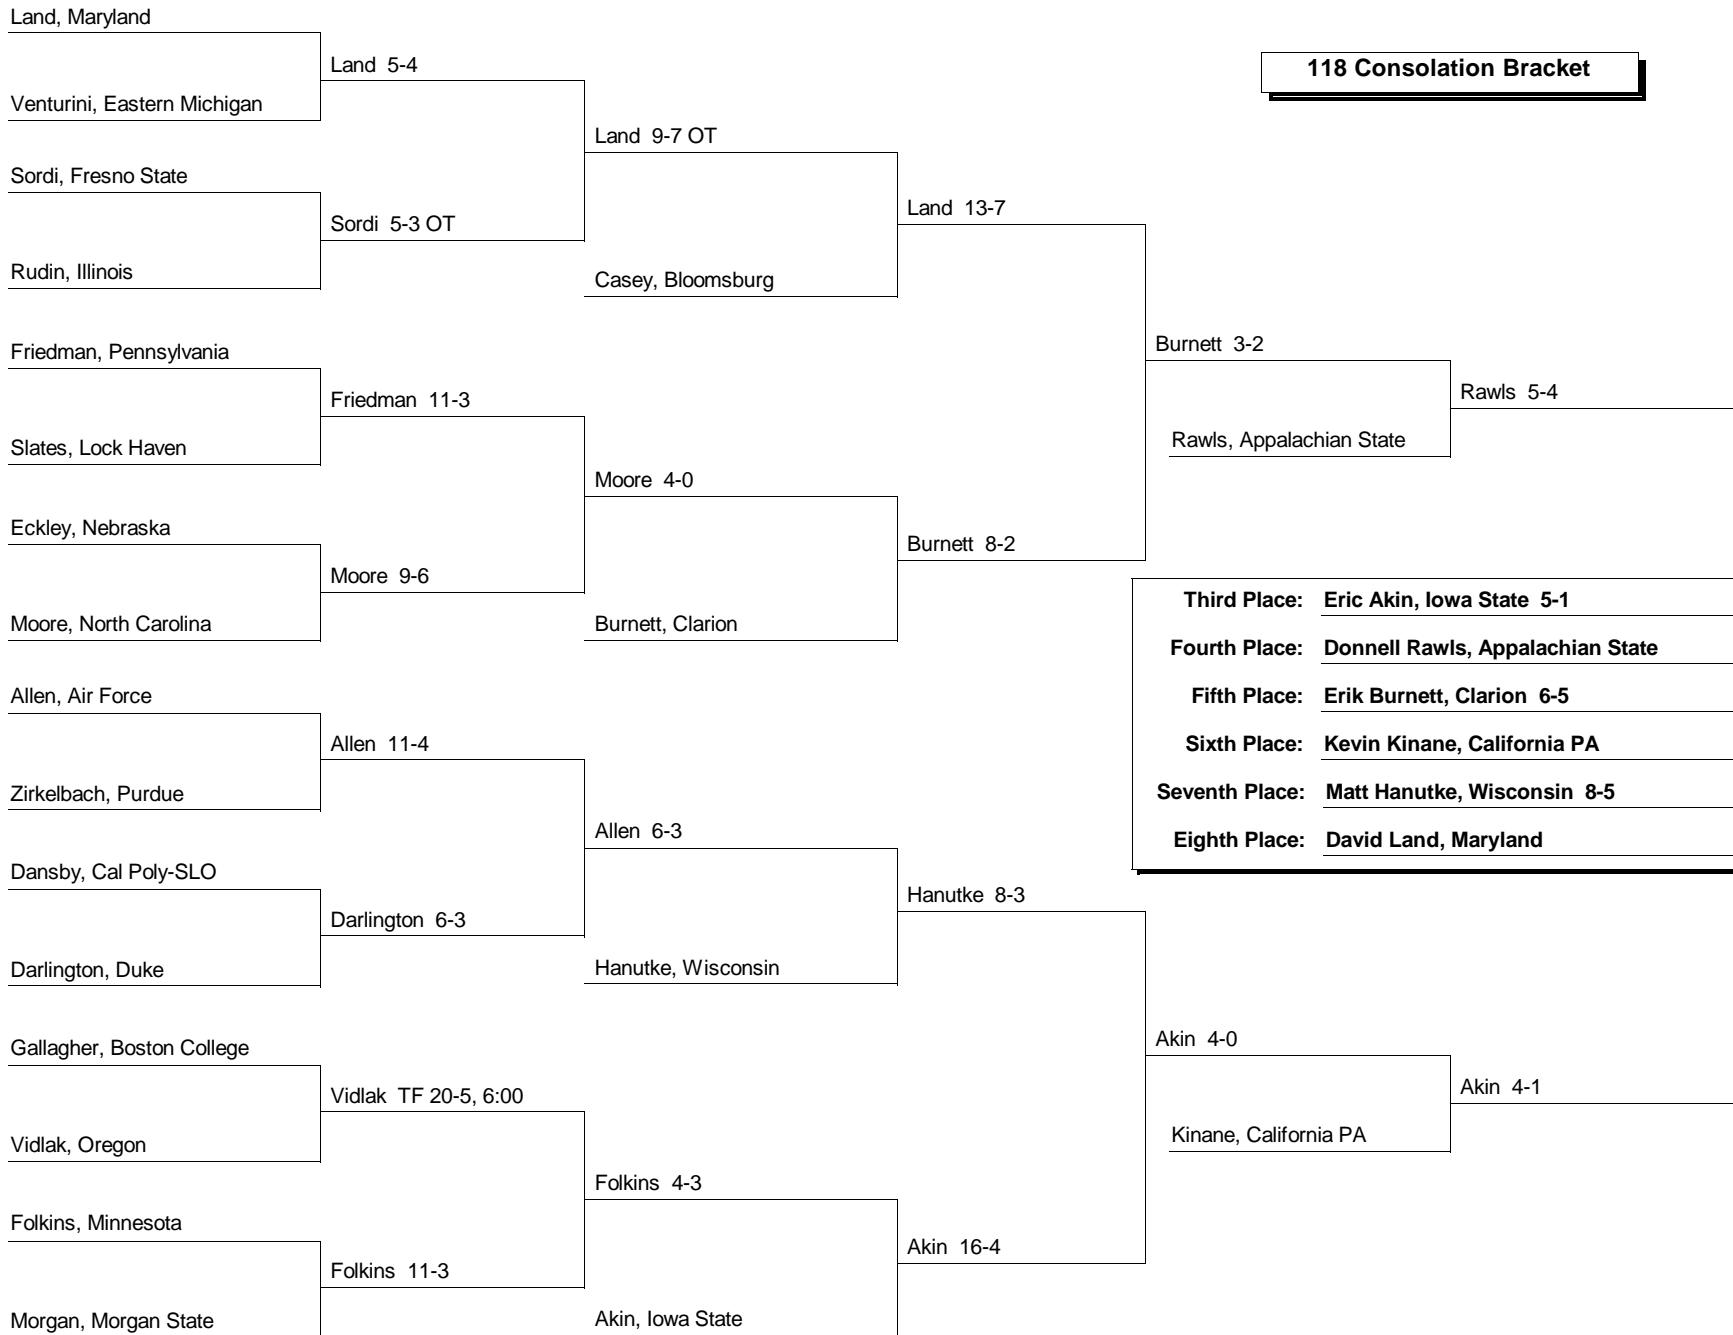 Land, Maryland
118 Consolation Bracket
Land 5-4
Venturini, Eastern Michigan
Land 9-7 OT
Sordi, Fresno State
Land 13-7
Sordi 5-3 OT
Rudin, Illinois
Casey, Bloomsburg
Burnett 3-2
Friedman, Pennsylvania
Rawls 5-4
Friedman 11-3
Rawls, Appalachian State
Slates, Lock Haven
Moore 4-0
Eckley, Nebraska
Burnett 8-2
Moore 9-6
Moore, North Carolina
Burnett, Clarion
Third Place: Eric Akin, Iowa State 5-1
Fourth Place: Donnell Rawls, Appalachian State
Fifth Place: Erik Burnett, Clarion 6-5
Sixth Place: Kevin Kinane, California PA
Seventh Place: Matt Hanutke, Wisconsin 8-5
Eighth Place: David Land, Maryland
Allen, Air Force
Allen 11-4
Zirkelbach, Purdue
Allen 6-3
Dansby, Cal Poly-SLO
Hanutke 8-3
Darlington 6-3
Darlington, Duke
Hanutke, Wisconsin
Gallagher, Boston College
Akin 4-0
Vidlak TF 20-5, 6:00
Akin 4-1
Vidlak, Oregon
Kinane, California PA
Folkins 4-3
Folkins, Minnesota
Akin 16-4
Folkins 11-3
Morgan, Morgan State
Akin, Iowa State